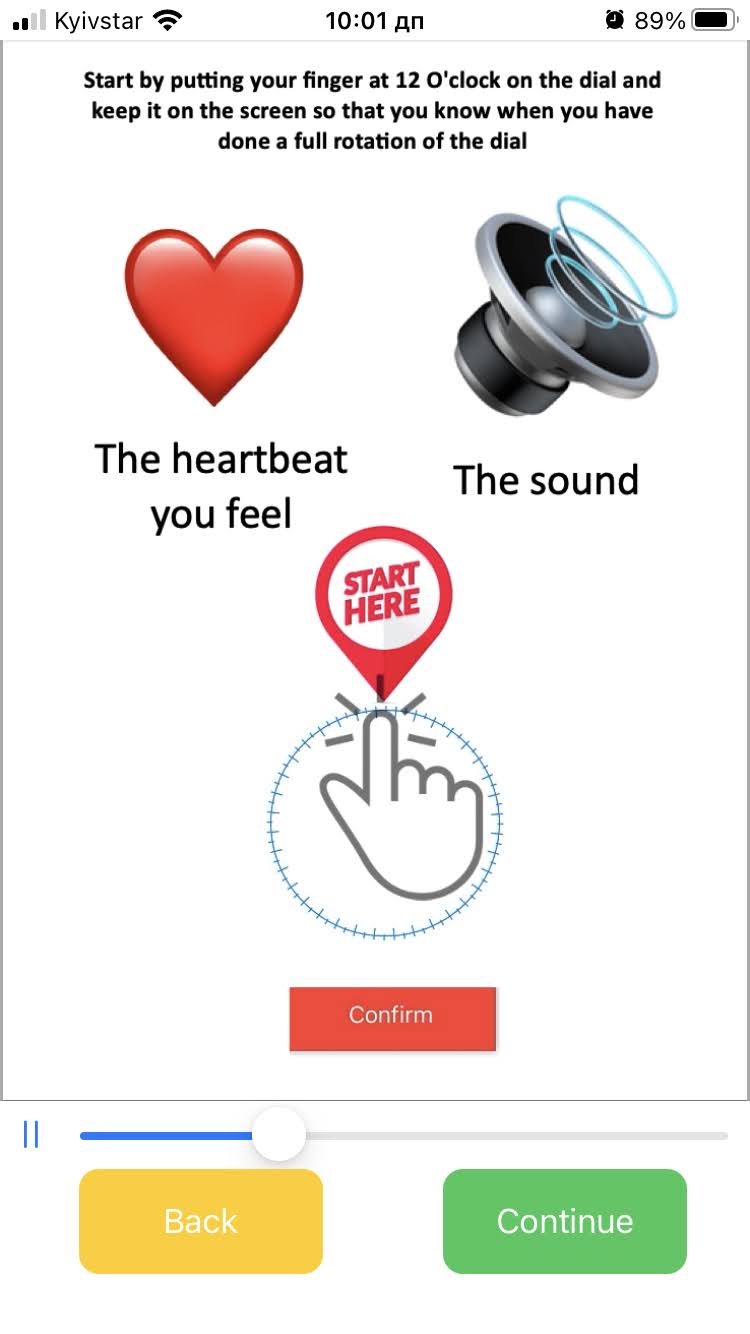 Kyivstar 10:01 дп 89%
Start by putting your finger at 12 O'clock on the dial and
keep it on the screen so that you know when you have
done a full rotation of the dial
The heartbeat
you feel
The sound
START
HERE
Confirm
Back Continue